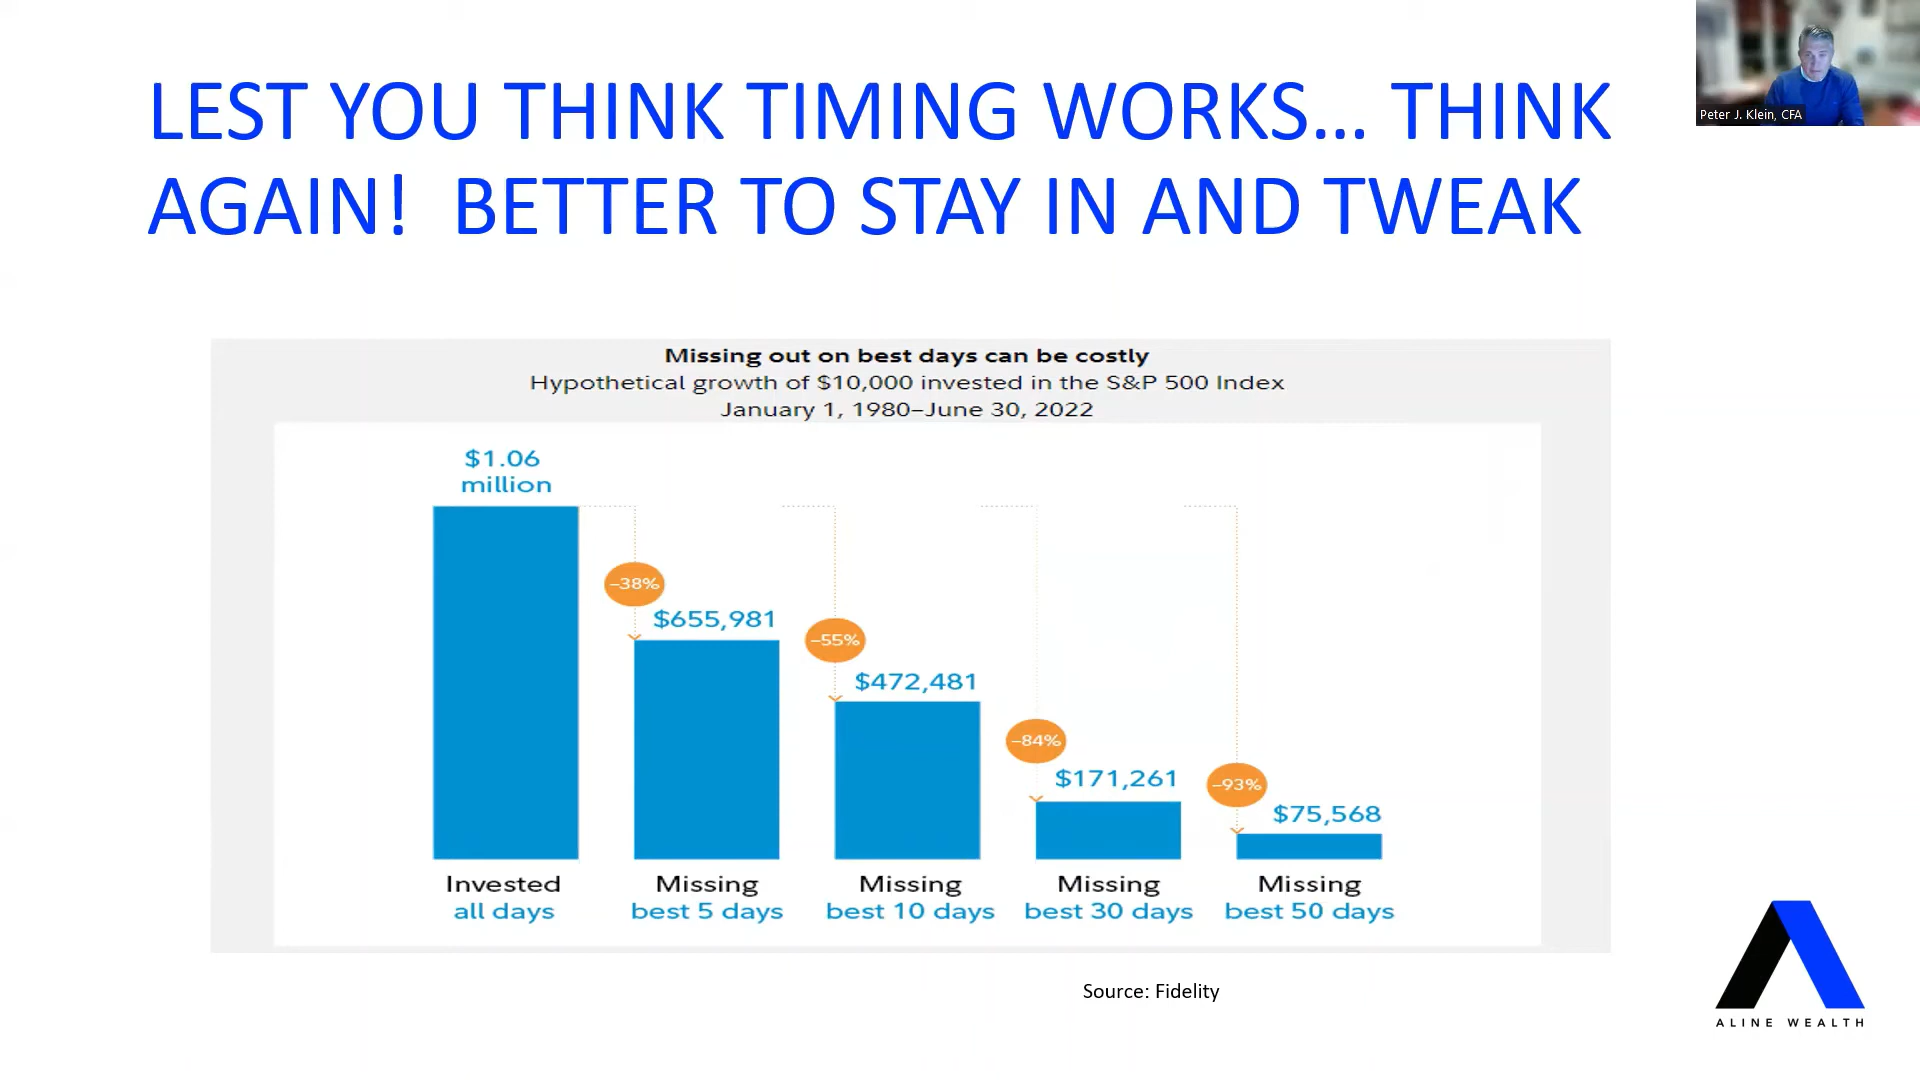 LEST YOU THINK TIMING WORKS... THINK
AGAIN!  BETTER TO STAY IN AND TWEAK
Peter J. Klein, CFA
Missing out on best days can be costly
Hypothetical growth of $10,000 invested in the S&P 500 Index
January 1, 1980–June 30, 2022
$1.06
million
–38%
$655,981
–55%
$472,481
–84%
$171,261
–93%
$75,568
Invested
all days
Missing
best 5 days
Missing
best 10 days
Missing
best 30 days
Missing
best 50 days
Source: Fidelity
ALINE WEALTH